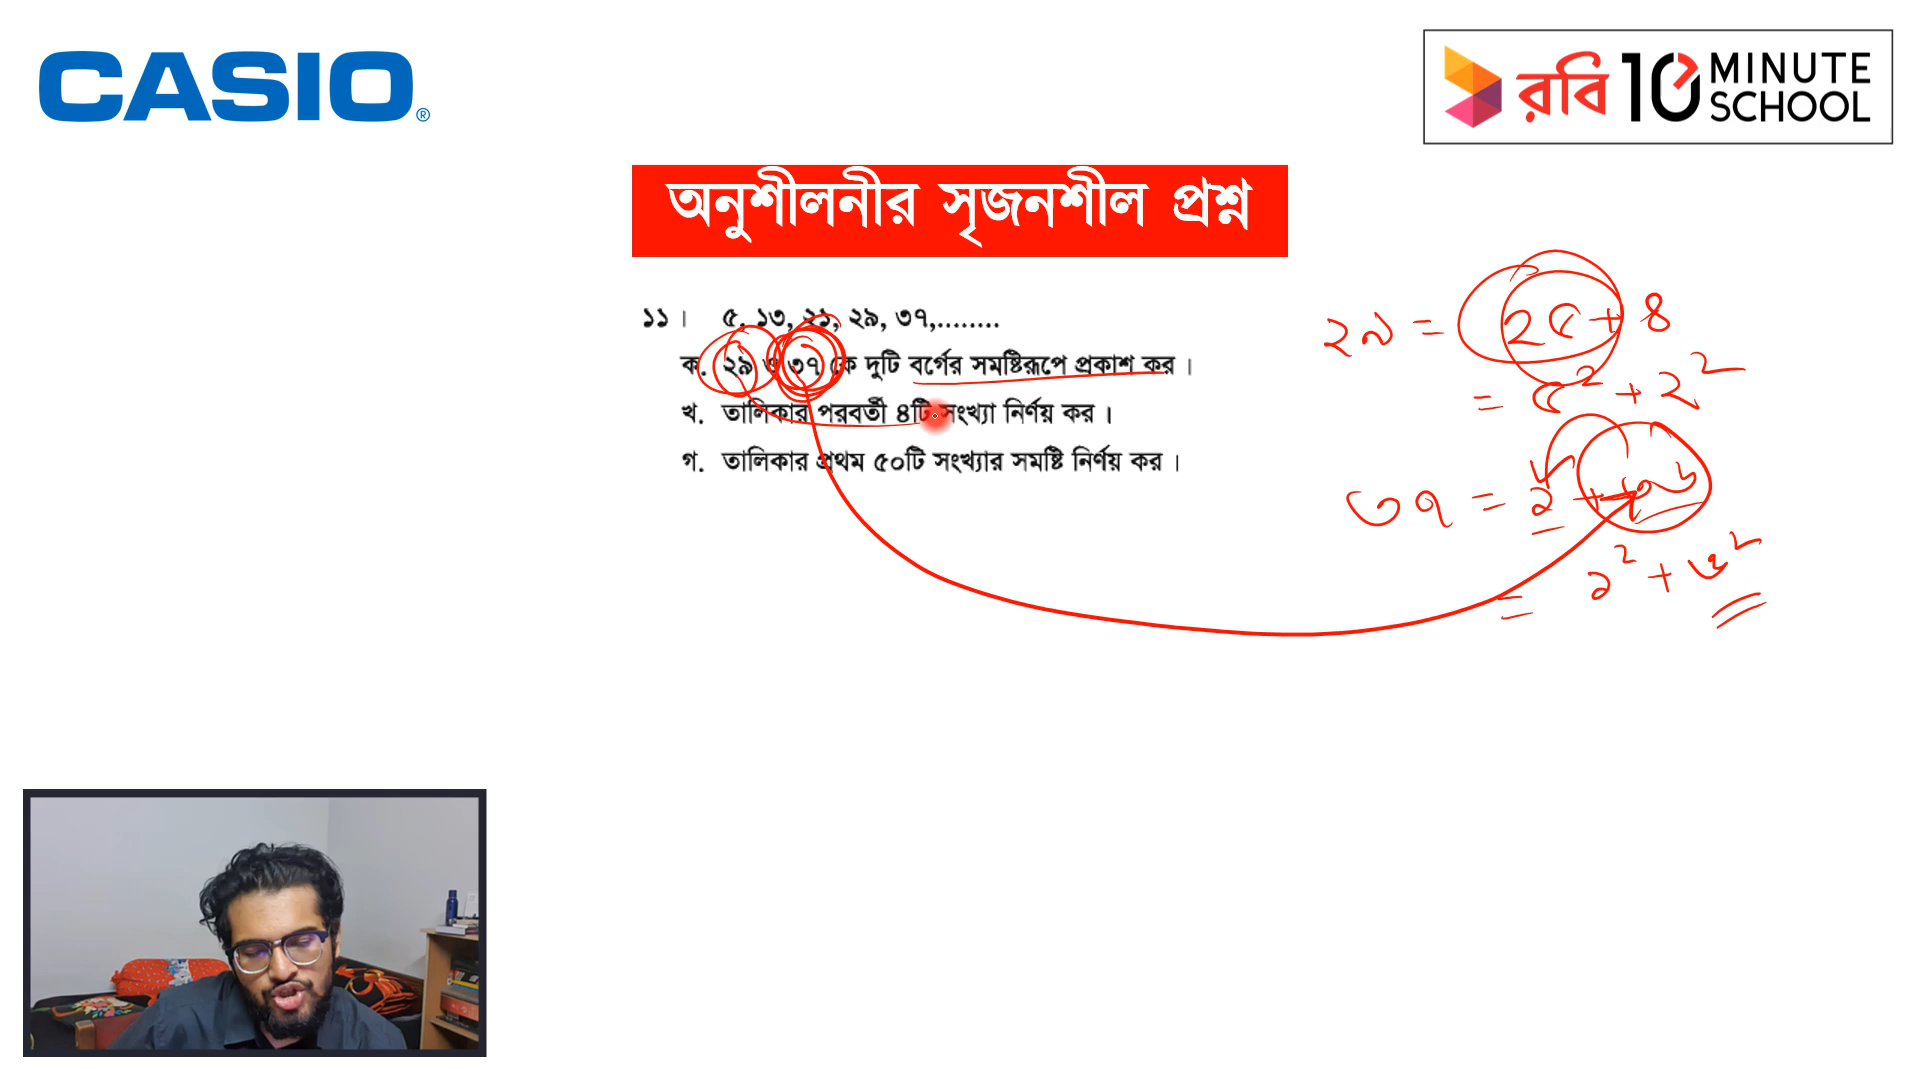 CASIO®
রবি 10 MINUTE SCHOOL
অনুশীলনীর সৃজনশীল প্রশ্ন
১১। ৫, ১৩, ২১, ২৯, ৩৭,........
ক. ২৯ ও ৩৭ কে দুটি বর্গের সমষ্টিরূপে প্রকাশ কর।
খ. তালিকার পরবর্তী ৪টি সংখ্যা নির্ণয় কর।
গ. তালিকার প্রথম ৫০টি সংখ্যার সমষ্টি নির্ণয় কর।
২৯ = ২৫ + ৪
= ৫² + ২²
৩৭ = ১ + ৩৬
= ১² + ৬²